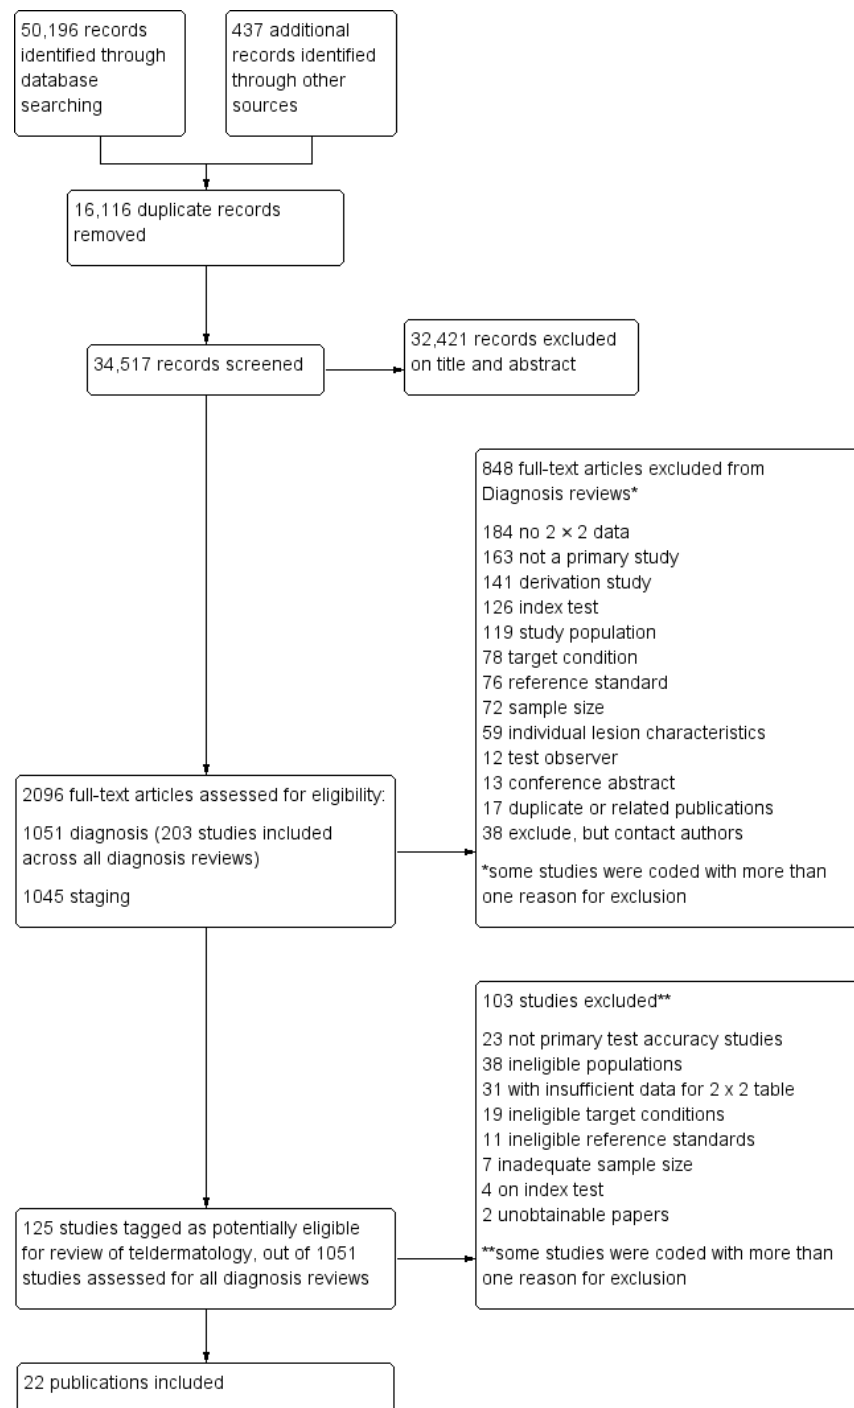 50,196 records
identified through
database
searching
437 additional
records identified
through other
sources
16,116 duplicate records
removed
34,517 records screened
32,421 records excluded
on title and abstract
848 full-text articles excluded from
Diagnosis reviews*
184 no 2 × 2 data
163 not a primary study
141 derivation study
126 index test
119 study population
78 target condition
76 reference standard
72 sample size
59 individual lesion characteristics
12 test observer
13 conference abstract
17 duplicate or related publications
38 exclude, but contact authors
*some studies were coded with more than
one reason for exclusion
2096 full-text articles assessed for eligibility:
1051 diagnosis (203 studies included
across all diagnosis reviews)
1045 staging
103 studies excluded**
23 not primary test accuracy studies
38 ineligible populations
31 with insufficient data for 2 x 2 table
19 ineligible target conditions
11 ineligible reference standards
7 inadequate sample size
4 on index test
2 unobtainable papers
**some studies were coded with more than
one reason for exclusion
125 studies tagged as potentially eligible
for review of teldermatology, out of 1051
studies assessed for all diagnosis reviews
22 publications included